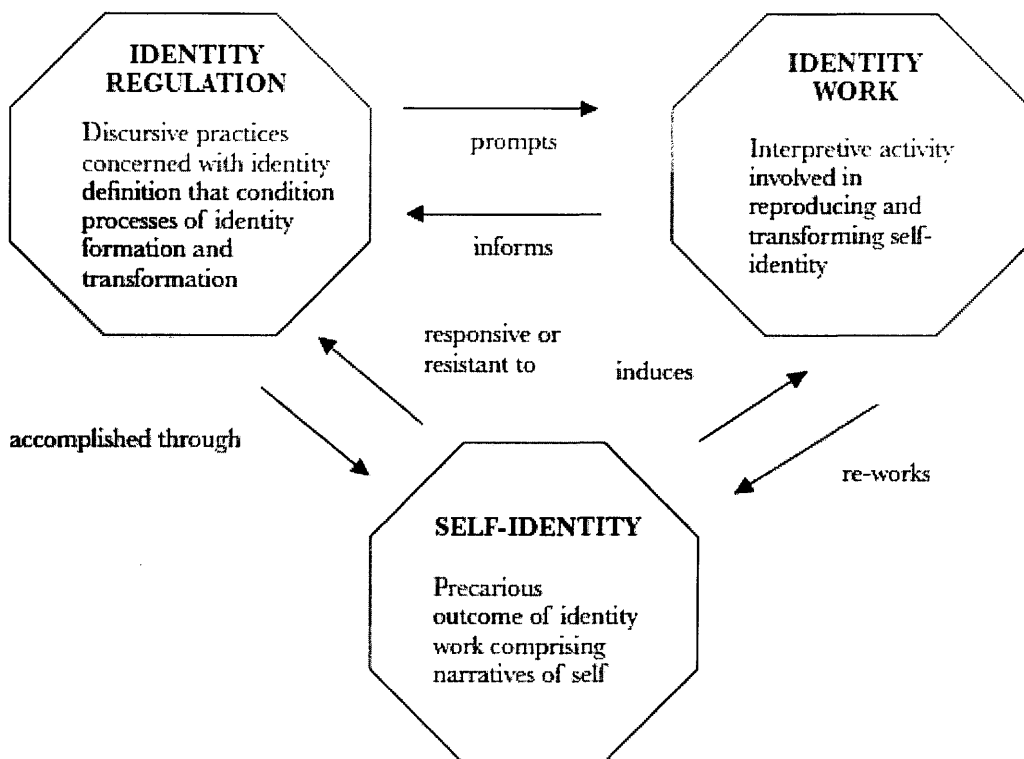 IDENTITY
REGULATION
Discursive practices
concerned with identity
definition that condition
processes of identity
formation and
transformation
prompts
informs
IDENTITY
WORK
Interpretive activity
involved in
reproducing and
transforming self-
identity
responsive or
resistant to
induces
accomplished through
re-works
SELF-IDENTITY
Precarious
outcome of identity
work comprising
narratives of self